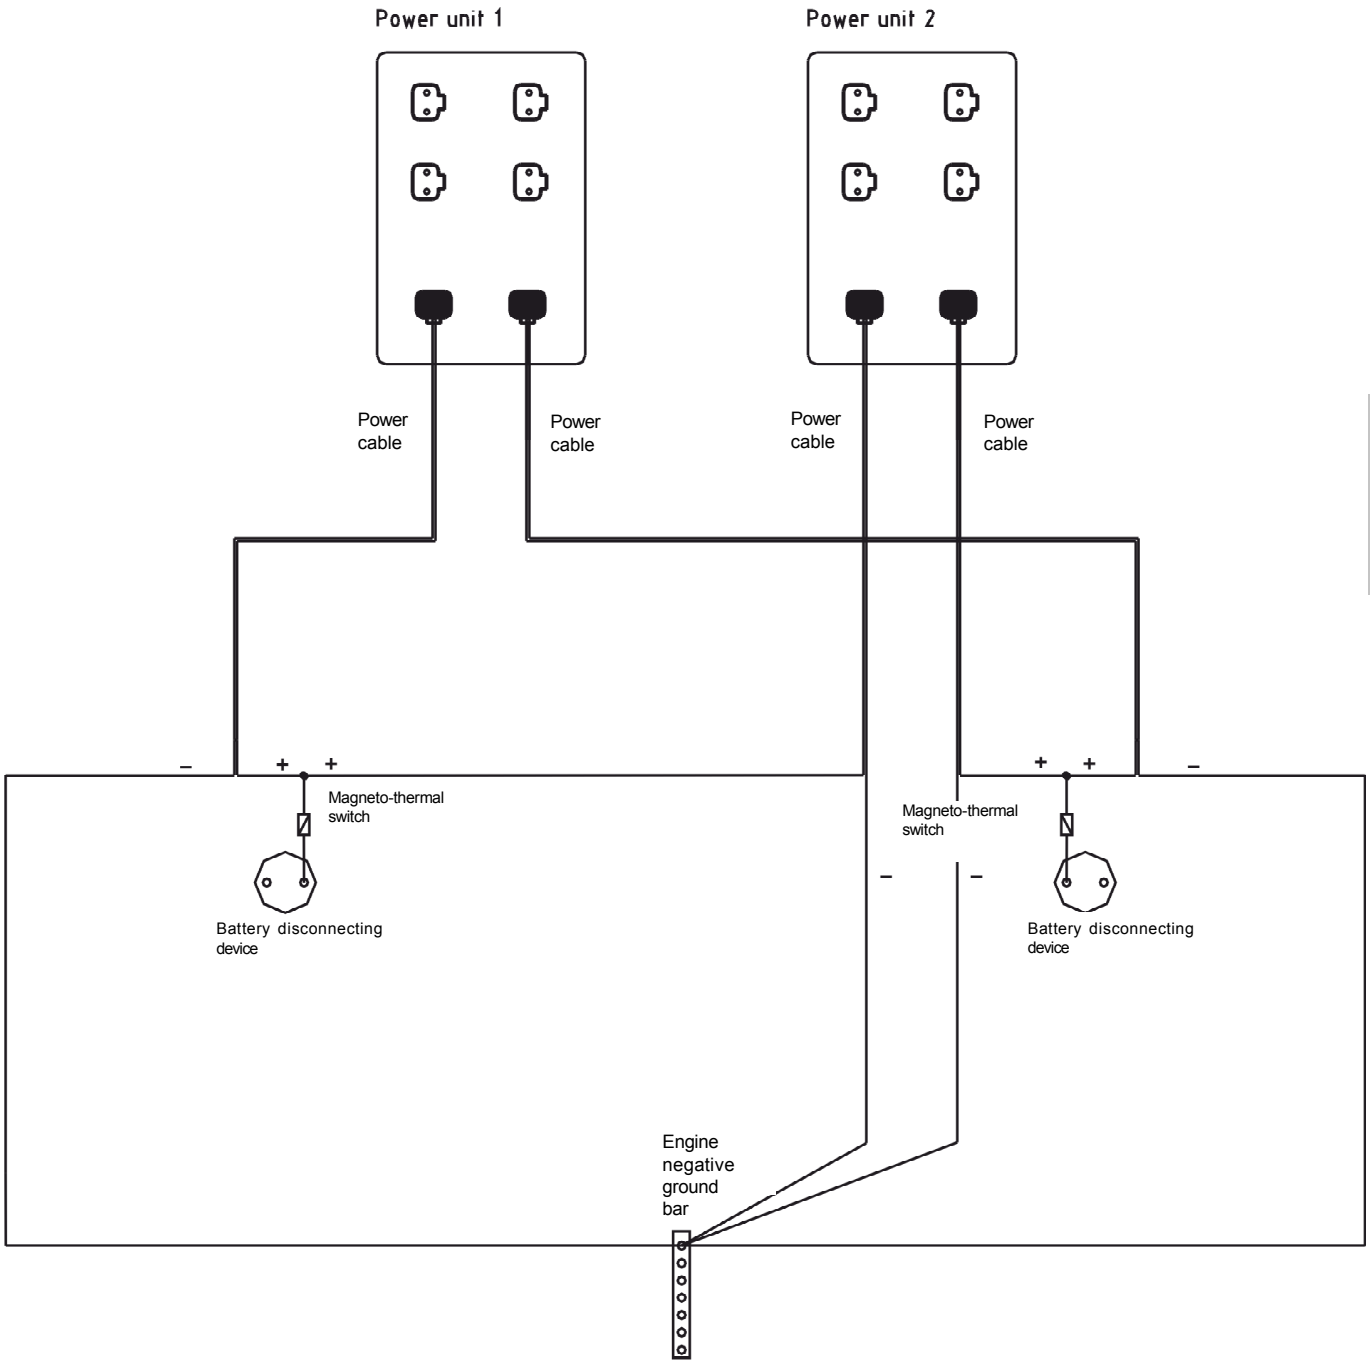 Power unit 1
Power unit 2
Power
cable
Power
cable
Power
cable
Power
cable
−
+
+
+
+
−
Magneto-thermal
switch
Magneto-thermal
switch
−
−
Battery disconnecting
device
Battery disconnecting
device
Engine
negative
ground
bar